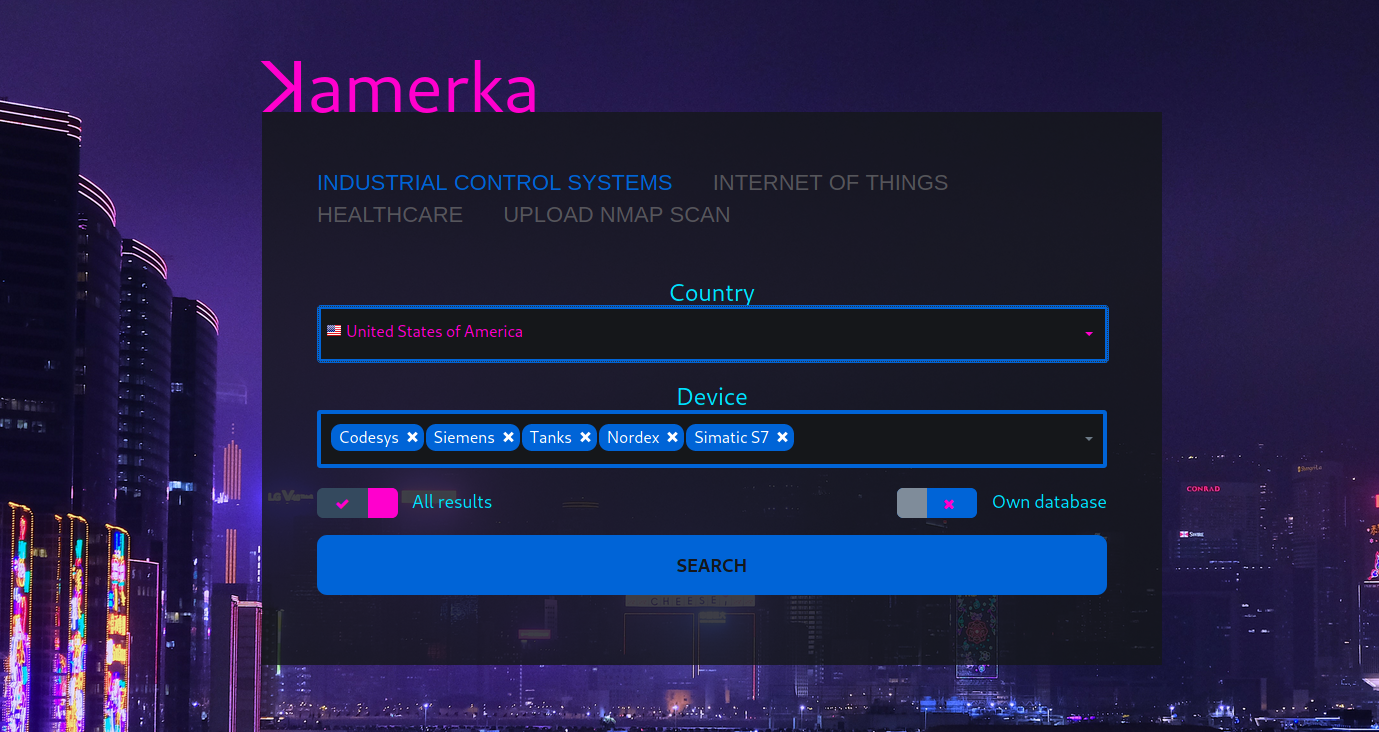 ꓘamerka
INDUSTRIAL CONTROL SYSTEMS INTERNET OF THINGS
HEALTHCARE UPLOAD NMAP SCAN
Country
United States of America
Device
Codesys Siemens Tanks Nordex Simatic S7
All results Own database
SEARCH
CONRAD
CHEESE